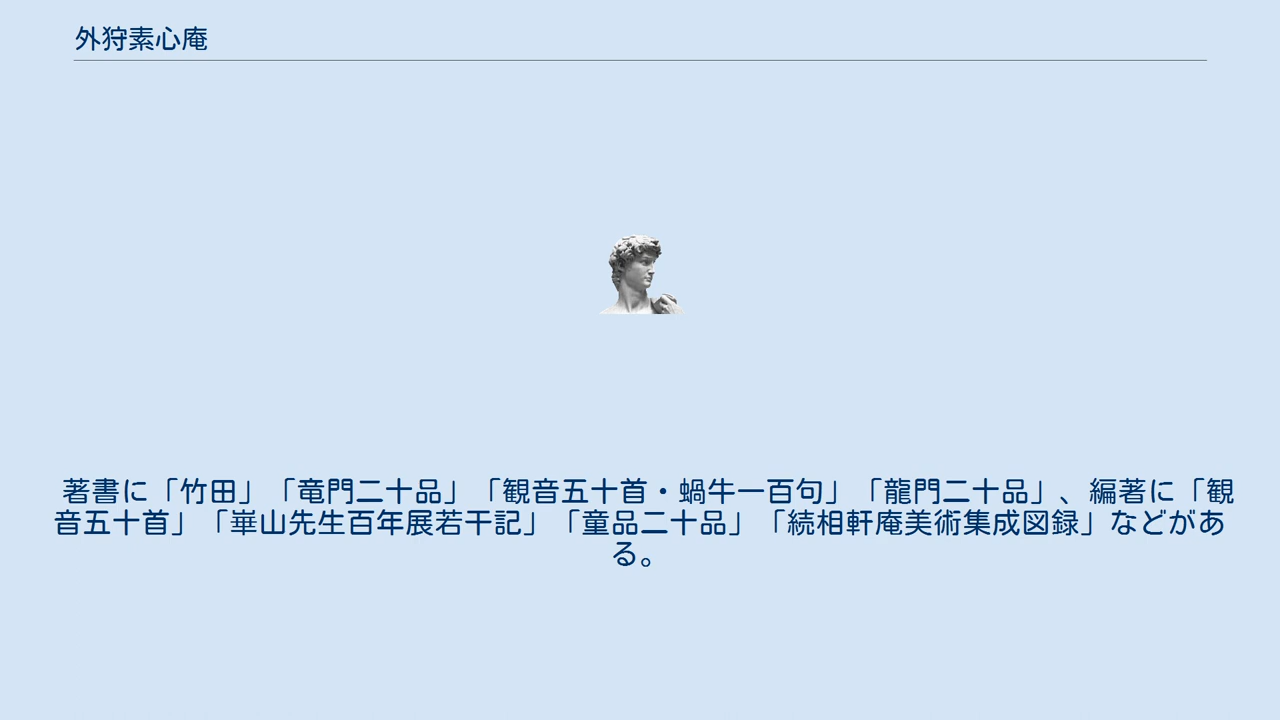 外狩素心庵
著書に「竹田」「竜門二十品」「観音五十首・蝸牛一百句」「龍門二十品」、編著に「観
音五十首」「崋山先生百年展若干記」「童品二十品」「続相軒庵美術集成図録」などがあ
る。